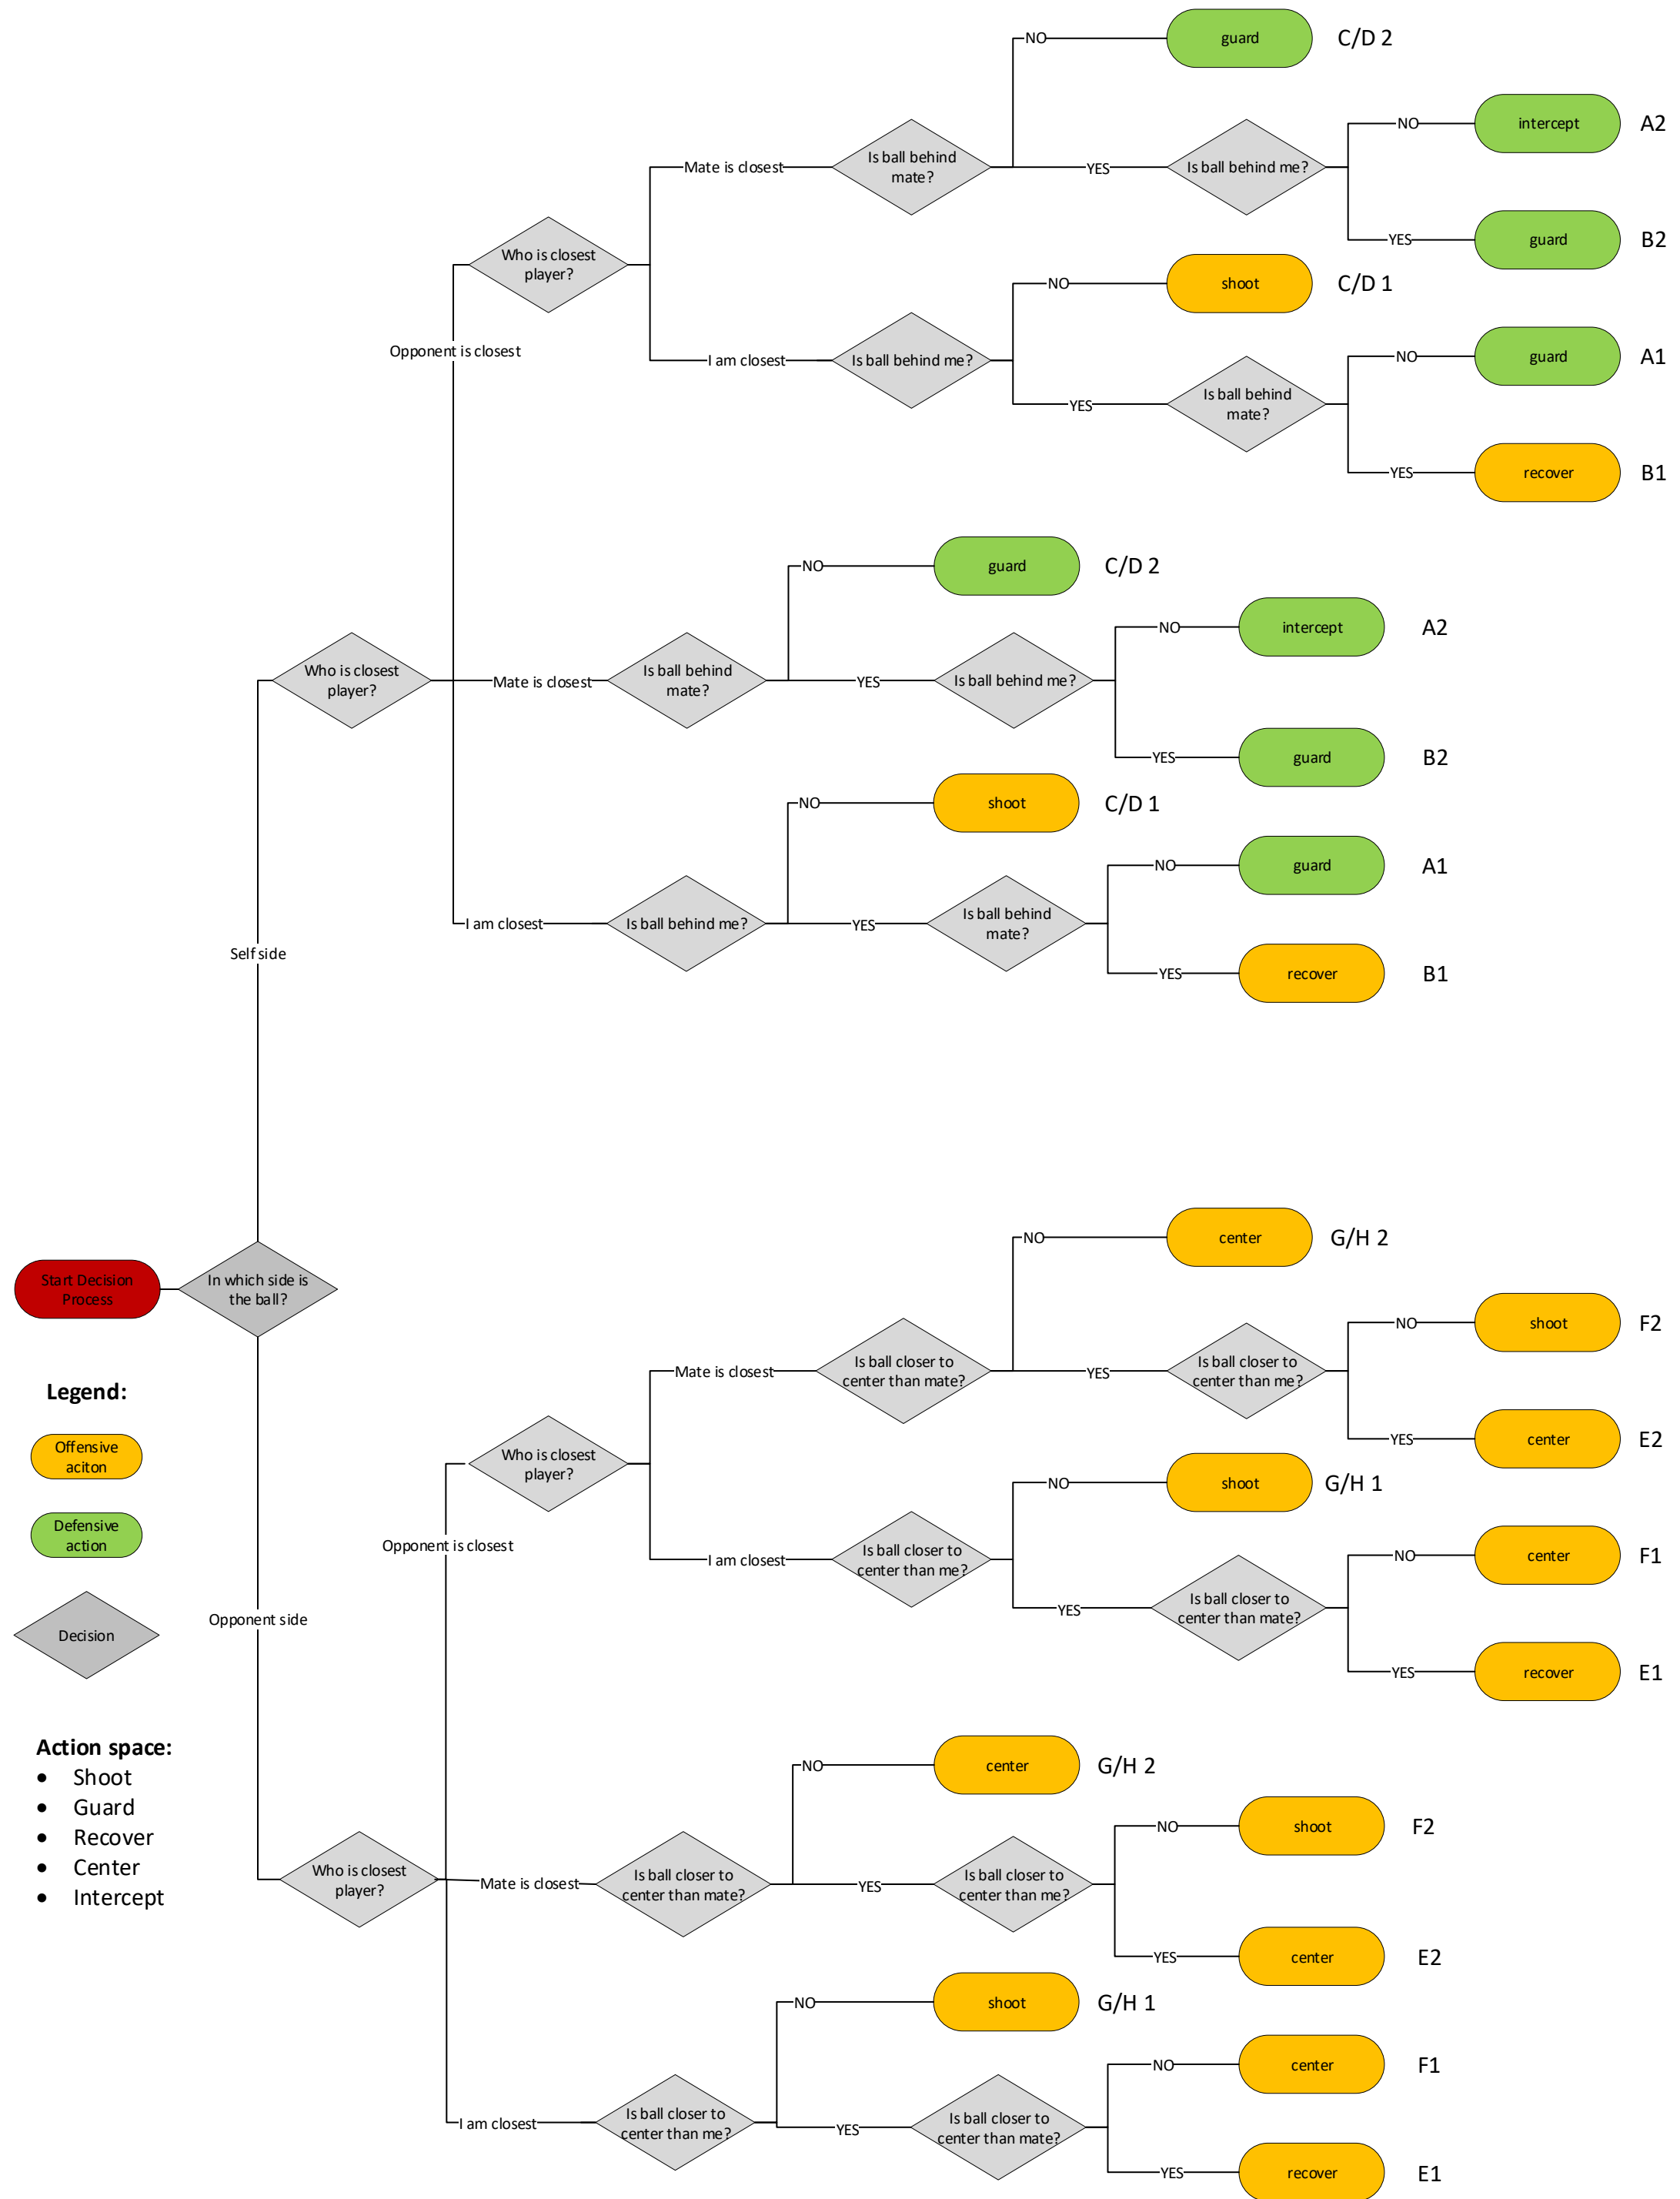 NO
guard
C/D 2
NO
intercept
A2
Mate is closest
Is ball behind
mate?
YES
Is ball behind me?
YES
guard
B2
Who is closest
player?
NO
shoot
C/D 1
Opponent is closest
I am closest
Is ball behind me?
NO
guard
A1
YES
Is ball behind
mate?
YES
recover
B1
NO
guard
C/D 2
NO
intercept
A2
Who is closest
player?
Mate is closest
Is ball behind
mate?
YES
Is ball behind me?
YES
guard
B2
NO
shoot
C/D 1
NO
guard
A1
I am closest
Is ball behind me?
YES
Is ball behind
mate?
YES
recover
B1
Self side
Start Decision
Process
In which side is
the ball?
NO
center
G/H 2
NO
shoot
F2
Mate is closest
Is ball closer to
center than mate?
YES
Is ball closer to
center than me?
YES
center
E2
Legend:
Offensive
aciton
Defensive
action
Decision
Who is closest
player?
NO
shoot
G/H 1
Opponent is closest
I am closest
Is ball closer to
center than me?
NO
center
F1
YES
Is ball closer to
center than mate?
YES
recover
E1
Opponent side
Action space:
• Shoot
• Guard
• Recover
• Center
• Intercept
NO
center
G/H 2
NO
shoot
F2
Who is closest
player?
Mate is closest
Is ball closer to
center than mate?
YES
Is ball closer to
center than me?
YES
center
E2
NO
shoot
G/H 1
NO
center
F1
I am closest
Is ball closer to
center than me?
YES
Is ball closer to
center than mate?
YES
recover
E1